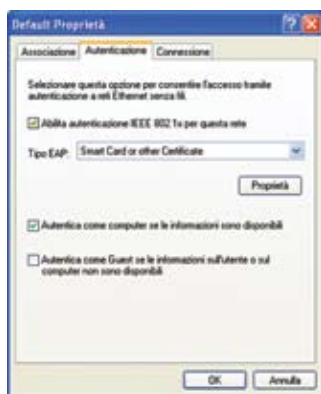 Default Proprietà
Associazione Autenticazione Connessione
Selezionare questa opzione per consentire l'accesso tramite
autenticazione a reti Ethernet senza fili.
Abilita autenticazione IEEE 802.1x per questa rete
Tipo EAP: Smart Card or other Certificate
Proprietà
Autentica come computer se le informazioni sono disponibili
Autentica come Guest se le informazioni sull'utente o sul
computer non sono disponibili
OK Annulla